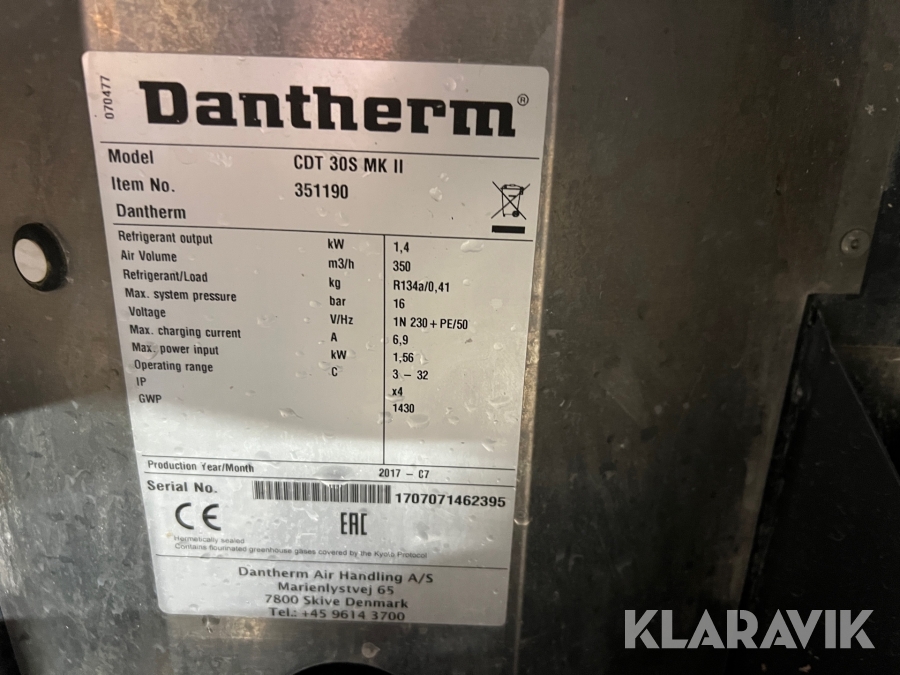 070477
Dantherm®
Model CDT 30S MK II
Item No. 351190
Dantherm
Refrigerant output kW 1,4
Air Volume m3/h 350
Refrigerant/Load kg R134a/0,41
Max. system pressure bar 16
Voltage V/Hz 1N 230 + PE/50
Max. charging current A 6,9
Max. power input kW 1,56
Operating range C 3 – 32
IP x4
GWP 1430
Production Year/Month 2017 – C7
Serial No. 1707071462395
CE EAC
Hermetically sealed
Contains flourinated greenhouse gases covered by the Kyoto Protocol
Dantherm Air Handling A/S
Marienlystvej 65
7800 Skive Denmark
Tel.: +45 9614 3700
KLARAVIK